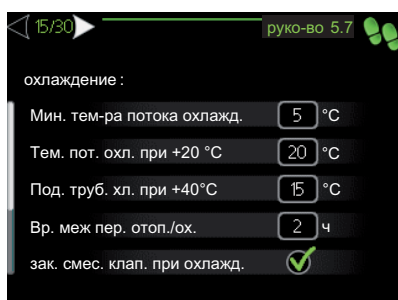 15/30
руко-во 5.7
охлаждение :
Мин. тем-ра потока охлажд. 5 °C
Тем. пот. охл. при +20 °C 20 °C
Под. труб. хл. при +40°C 15 °C
Вр. меж пер. отоп./ох. 2 ч
зак. смес. клап. при охлажд.